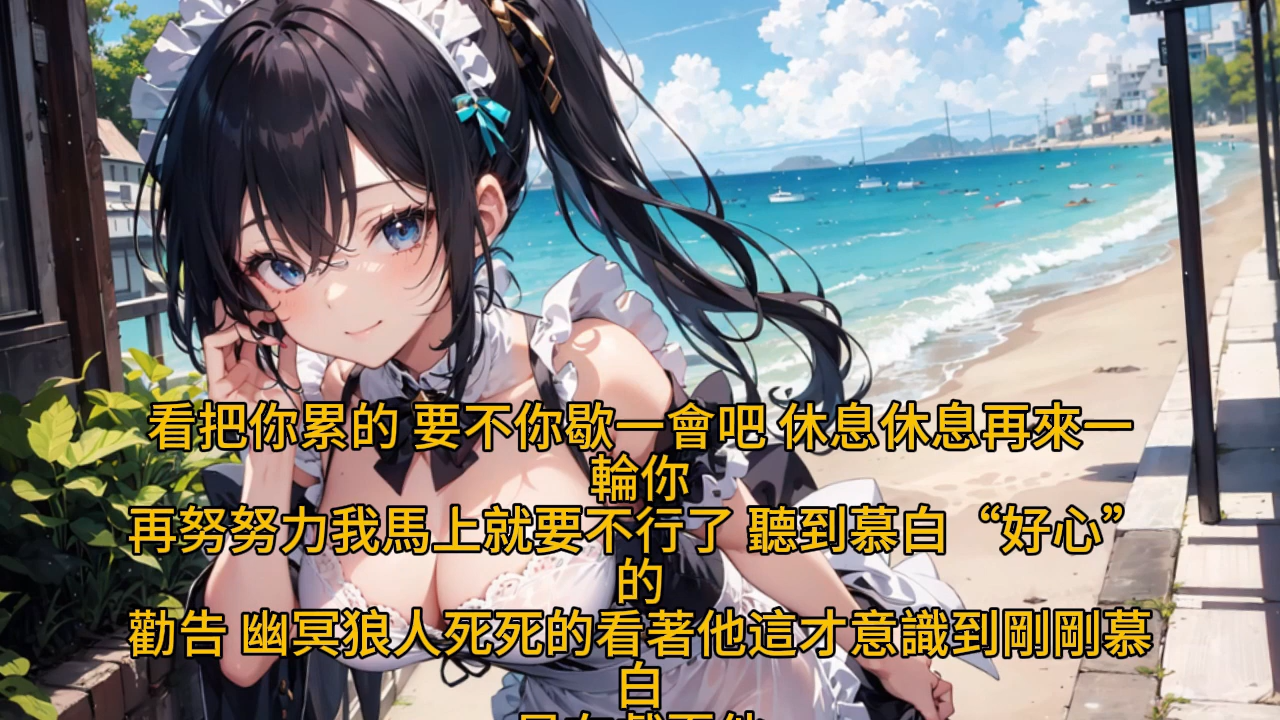 看把你累的 要不你歇一會吧 休息休息再來一
輪你
再努努力我馬上就要不行了 聽到慕白“好心”
的
勸告 幽冥狼人死死的看著他這才意識到剛剛慕
白